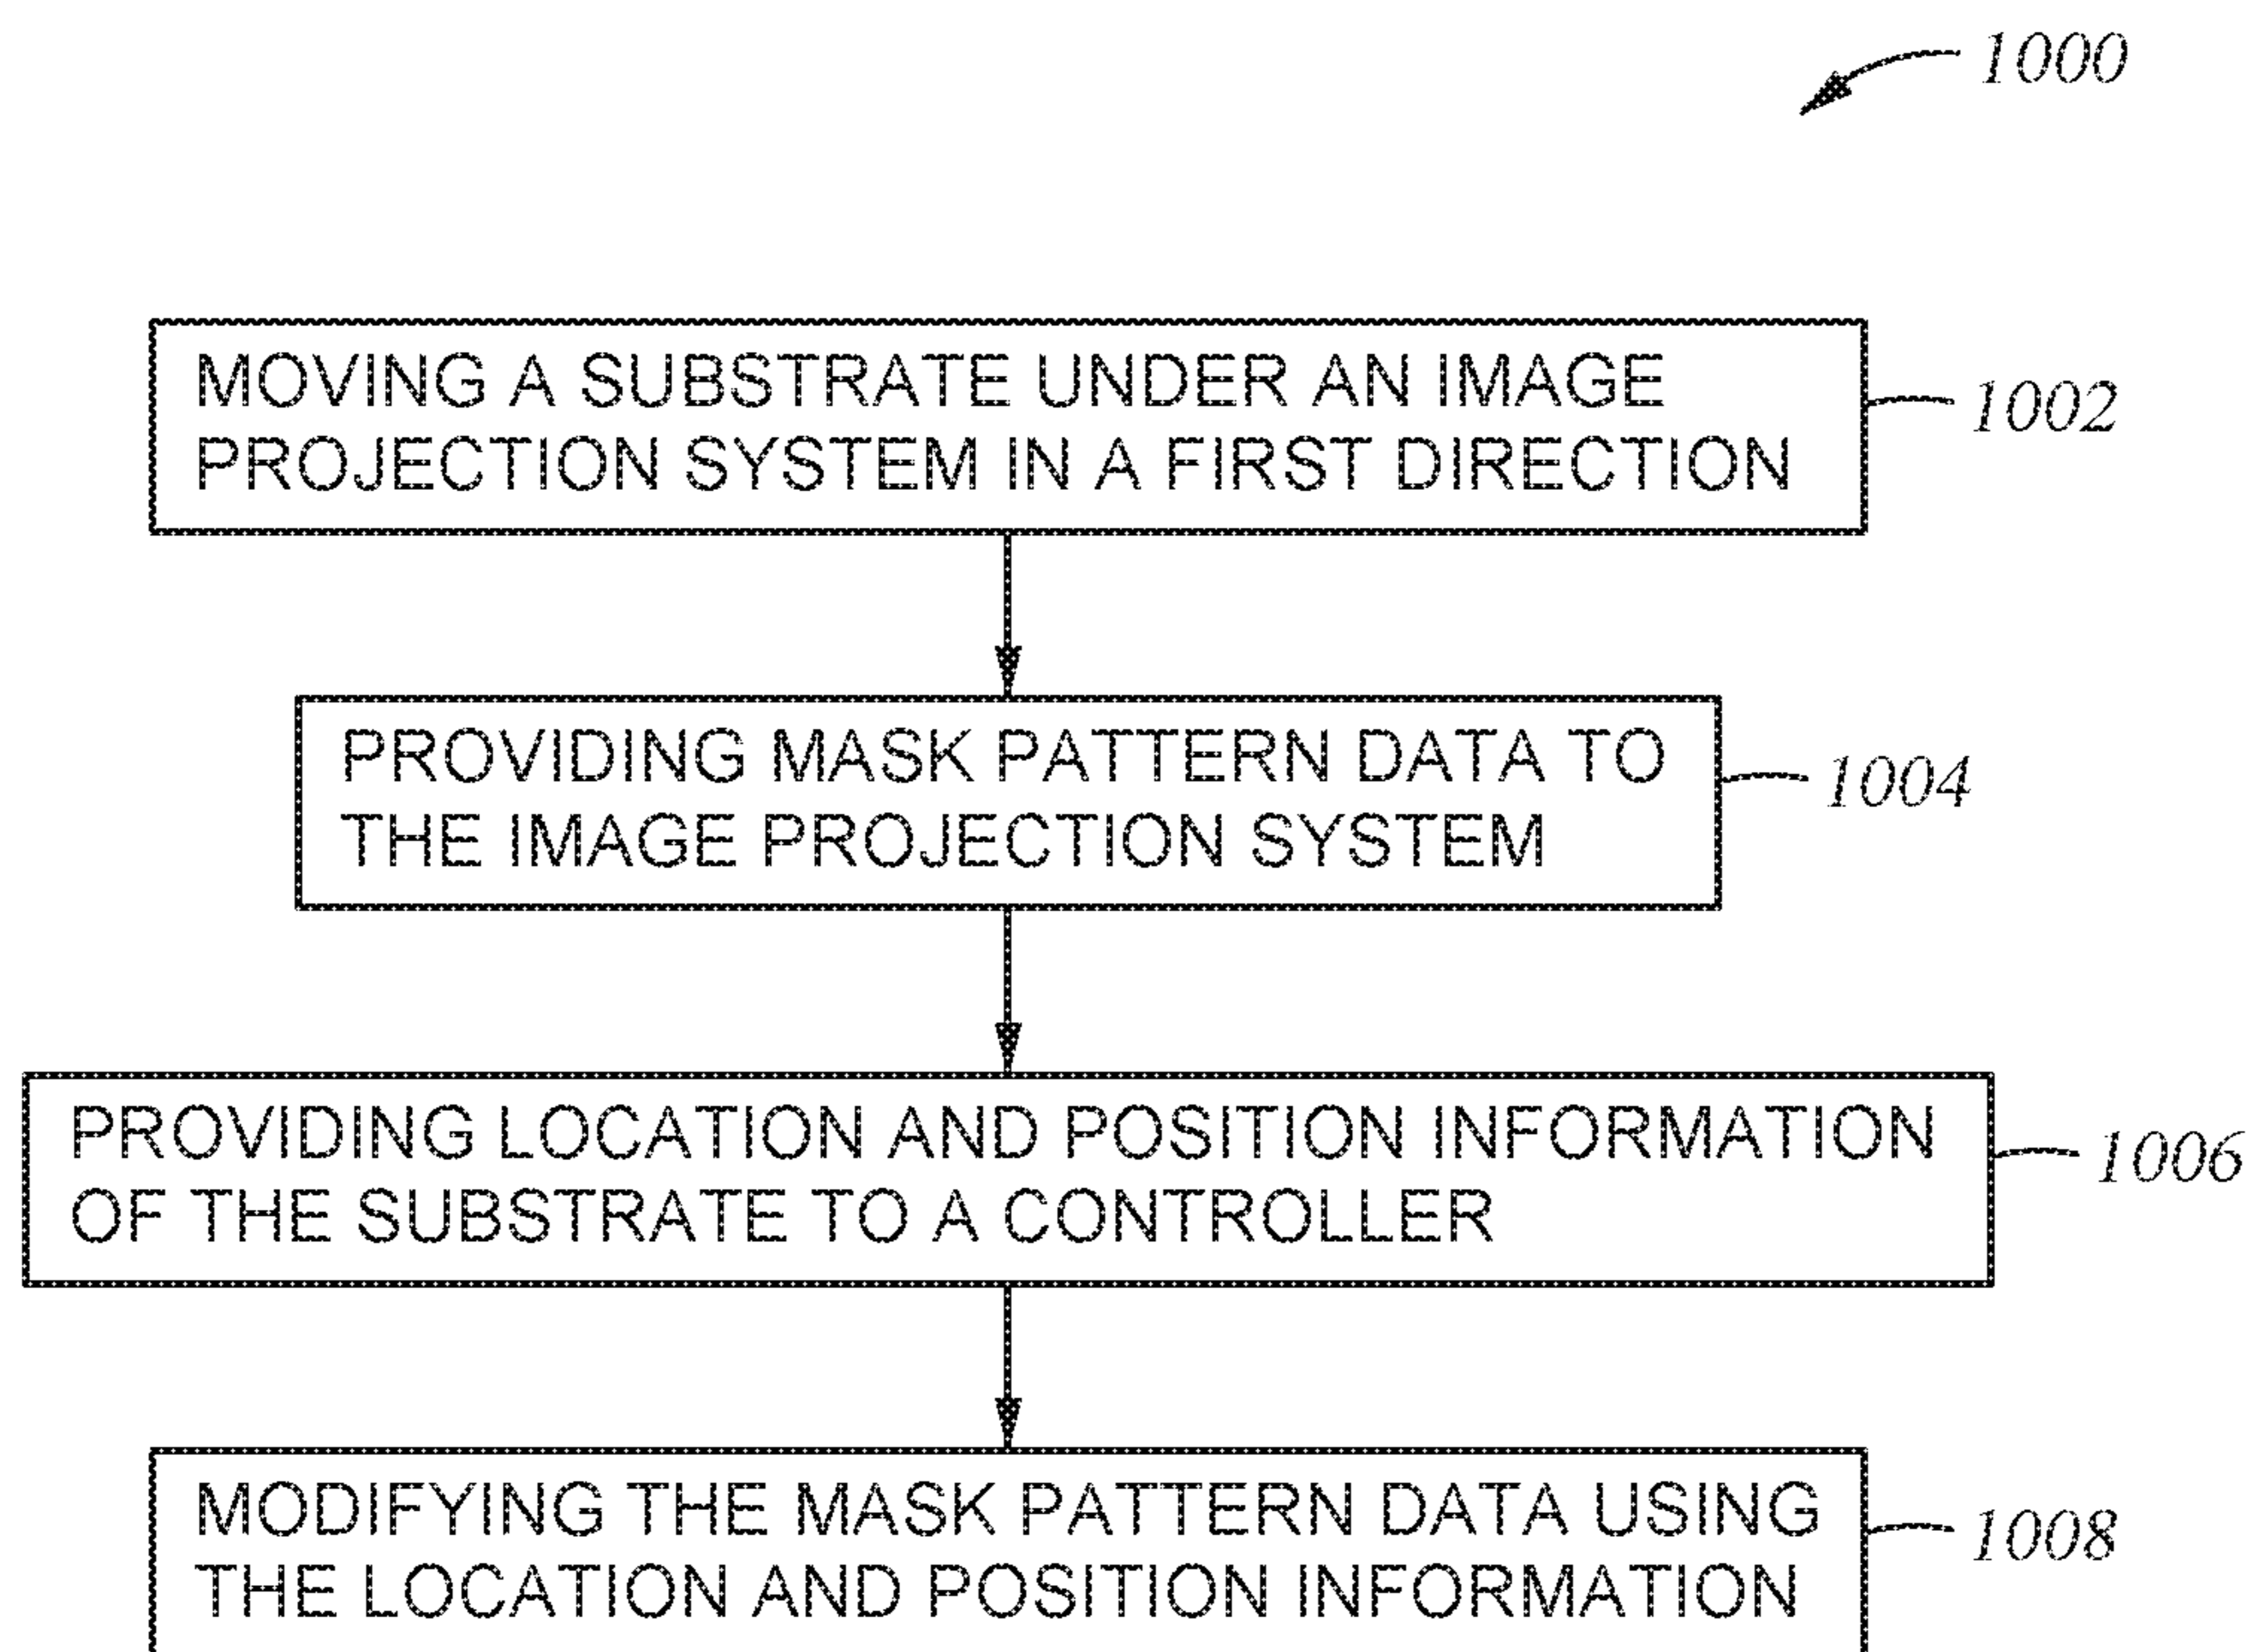 1000
MOVING A SUBSTRATE UNDER AN IMAGE
PROJECTION SYSTEM IN A FIRST DIRECTION
1002
PROVIDING MASK PATTERN DATA TO
THE IMAGE PROJECTION SYSTEM
1004
PROVIDING LOCATION AND POSITION INFORMATION
OF THE SUBSTRATE TO A CONTROLLER
1006
MODIFYING THE MASK PATTERN DATA USING
THE LOCATION AND POSITION INFORMATION
1008